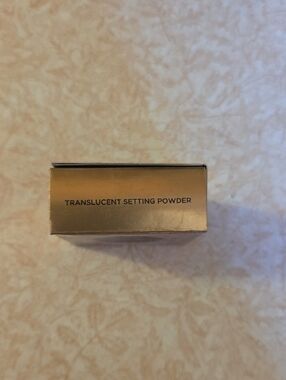 TRANSLUCENT SETTING POWDER